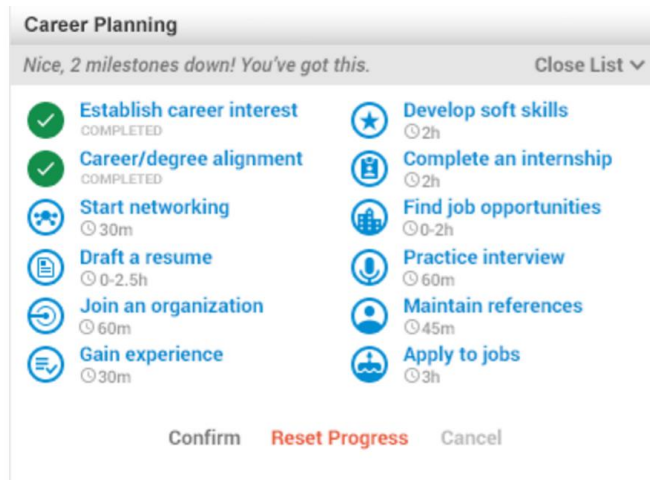 Career Planning
Nice, 2 milestones down! You've got this.
Close List
Establish career interest
COMPLETED
Career/degree alignment
COMPLETED
Start networking
30m
Draft a resume
0-2.5h
Join an organization
60m
Gain experience
30m
Develop soft skills
2h
Complete an internship
2h
Find job opportunities
0-2h
Practice interview
60m
Maintain references
45m
Apply to jobs
3h
Confirm
Reset Progress
Cancel